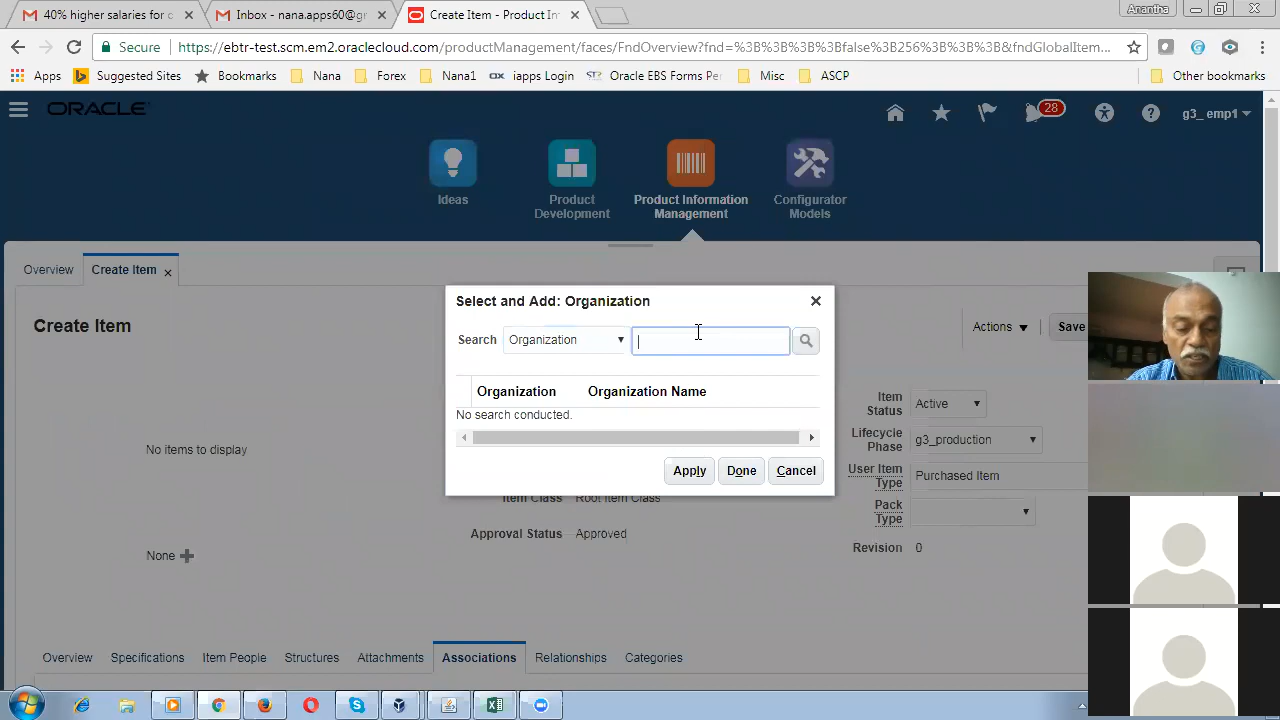 40% higher salaries for c
Inbox - nana.apps60@gr
Create Item - Product In
Anantha
Secure
https://ebtr-test.scm.em2.oraclecloud.com/productManagement/faces/FndOverview?fnd=%3B%3B%3B%3Bfalse%3B256%3B%3B%3B&fndGlobalItem...
Apps
Suggested Sites
Bookmarks
Nana
Forex
Nana1
iapps Login
Oracle EBS Forms Pe
Misc
ASCP
Other bookmarks
ORACLE
28
g3_emp1
Ideas
Product Development
Product Information Management
Configurator Models
Overview
Create Item
Create Item
Actions
Save
Select and Add: Organization
Search
Organization
Organization
Organization Name
No search conducted.
Apply
Done
Cancel
No items to display
None
Item Class
Root Item Class
Approval Status
Approved
Item Status
Active
Lifecycle Phase
g3_production
User Item Type
Purchased Item
Pack Type
Revision
0
Overview
Specifications
Item People
Structures
Attachments
Associations
Relationships
Categories